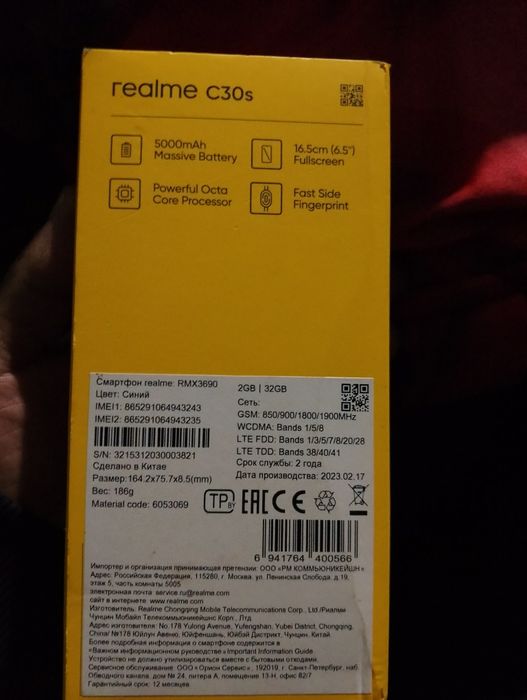 realme C30s
5000mAh
Massive Battery
16.5cm (6.5")
Fullscreen
Powerful Octa
Core Processor
Fast Side
Fingerprint
Смартфон realme: RMX3690
Цвет: Синий
IMEI1: 865291064943243
IMEI2: 865291064943235
S/N: 3215312030003821
Сделано в Китае
Размер:164.2x75.7x8.5(mm)
Вес: 186g
Material code: 6053069
2GB | 32GB
Сеть:
GSM: 850/900/1800/1900MHz
WCDMA: Bands 1/5/8
LTE FDD: Bands 1/3/5/7/8/20/28
LTE TDD: Bands 38/40/41
Срок службы: 2 года
Дата производства: 2023.02.17
TP BY EAC CE
6 941764 400566
Импортер и организация принимающая претензии: ООО «РМ КОММЬЮНИКЕЙШН»
Адрес: Российская Федерация, 115280, г. Москва, ул. Ленинская Слобода, д.19,
этаж 5, часть комнаты 5005
электронная почта: service.ru@realme.com
сайт в интернете: www.realme.com
Изготовитель: Realme Chongqing Mobile Telecommunications Corp., Ltd./Риалми
Чунцин Мобайл Телекоммьюникейшнс Корп., Лтд
Адрес изготовителя: No.178 Yulong Avenue, Yufengshan, Yubei District, Chongqing,
China/ №178 Юйлун Авеню, Юйфеншань, Юйбэй Дистрикт, Чунцин, Китай.
Более подробная информация о смартфоне содержится в
«Важном информационном руководстве »Important Information Guide
Устройство не должно утилизироваться вместе с бытовыми отходами.
Сервисное обслуживание: ООО «Орион Сервис», 192019, г. Санкт-Петербург, наб.
Обводного канала, дом № 24, литера А, помещение 13-Н, офис 82/7
Гарантийный срок: 12 месяцев.